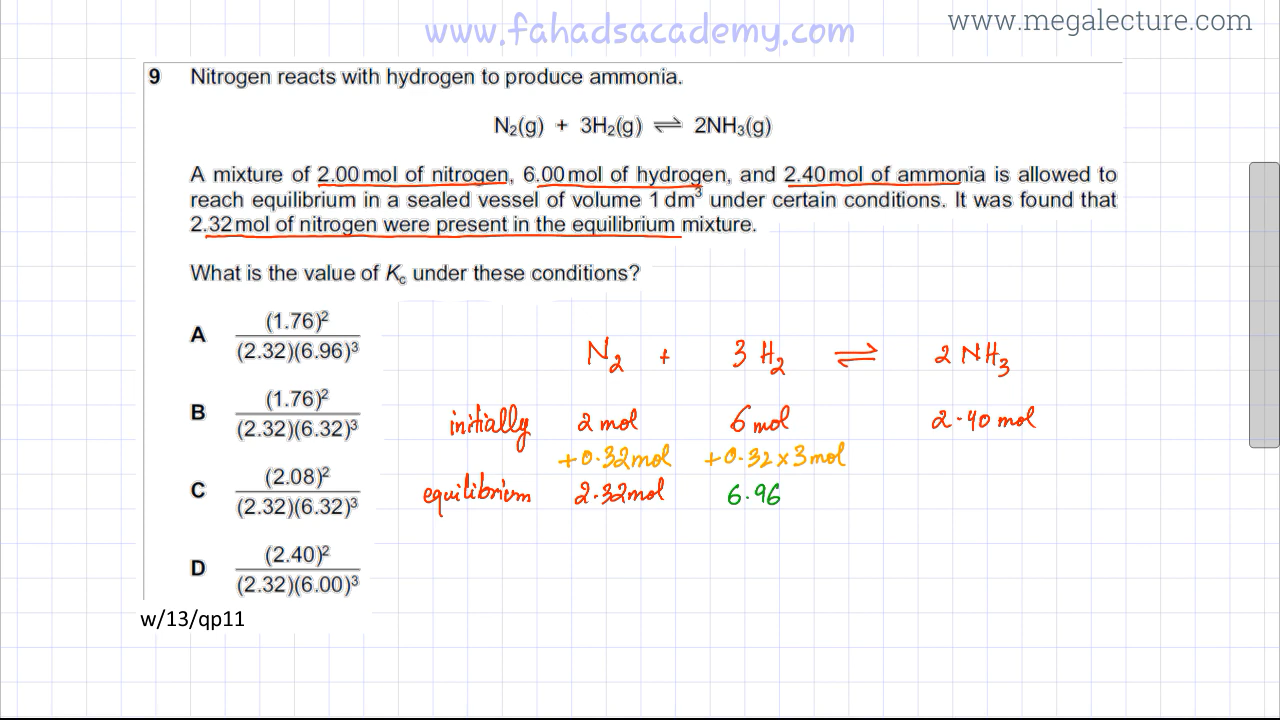 www.megalecture.com
www.fahadsacademy.com
9 Nitrogen reacts with hydrogen to produce ammonia.
N₂(g) + 3H₂(g) ⇌ 2NH₃(g)
A mixture of 2.00 mol of nitrogen, 6.00 mol of hydrogen, and 2.40 mol of ammonia is allowed to
reach equilibrium in a sealed vessel of volume 1 dm³ under certain conditions. It was found that
2.32 mol of nitrogen were present in the equilibrium mixture.
What is the value of Kc under these conditions?
A (1.76)² / (2.32)(6.96)³
B (1.76)² / (2.32)(6.32)³
C (2.08)² / (2.32)(6.32)³
D (2.40)² / (2.32)(6.00)³
w/13/qp11
N₂ + 3 H₂ ⇌ 2 NH₃
initially 2 mol 6 mol 2.40 mol
+0.32mol +0.32 × 3 mol
equilibrium 2.32mol 6.96